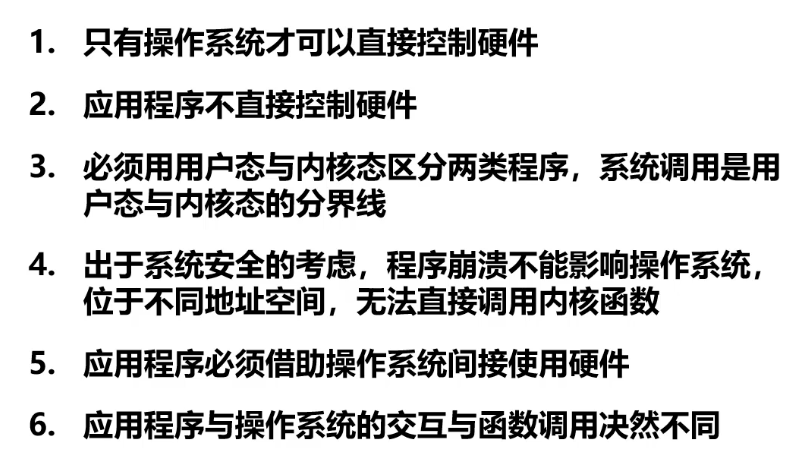 1. 只有操作系统才可以直接控制硬件
2. 应用程序不直接控制硬件
3. 必须用用户态与内核态区分两类程序，系统调用是用
户态与内核态的分界线
4. 出于系统安全的考虑，程序崩溃不能影响操作系统，
位于不同地址空间，无法直接调用内核函数
5. 应用程序必须借助操作系统间接使用硬件
6. 应用程序与操作系统的交互与函数调用决然不同